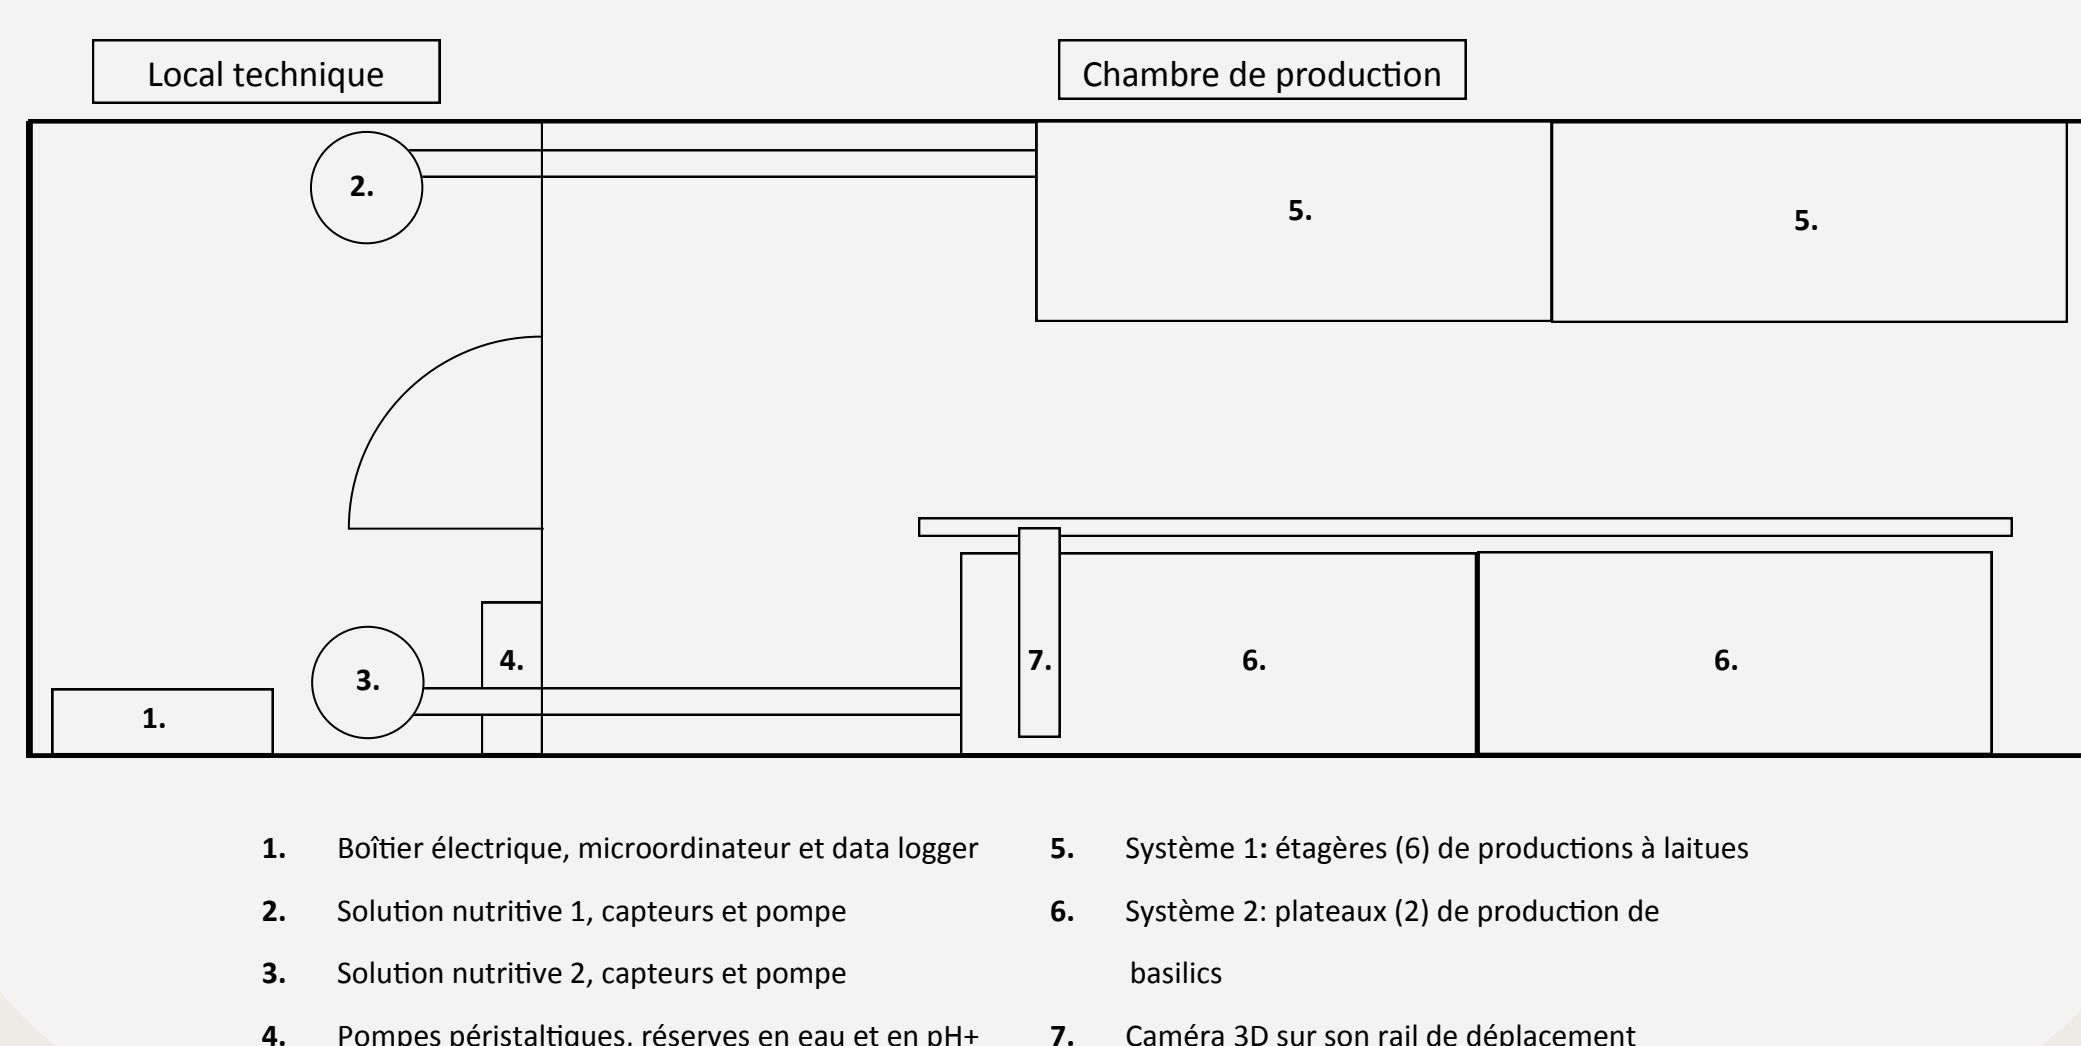 Local technique
Chambre de production
2.
5.
5.
4.
7.
6.
6.
3.
1.
1. Boîtier électrique, microordinateur et data logger
2. Solution nutritive 1, capteurs et pompe
3. Solution nutritive 2, capteurs et pompe
4. Pompes péristaltiques, réserves en eau et en pH+
5. Système 1: étagères (6) de productions à laitues
6. Système 2: plateaux (2) de production de
basilics
7. Caméra 3D sur son rail de déplacement